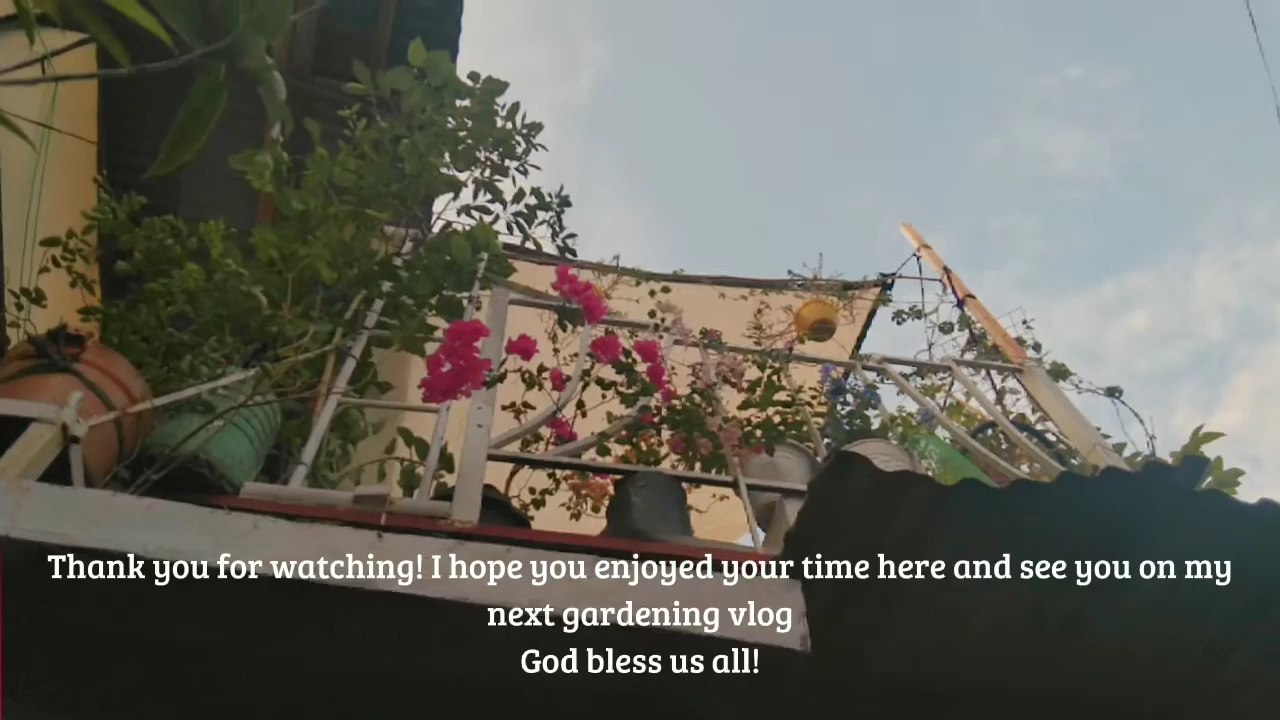 Thank you for watching! I hope you enjoyed your time here and see you on my
next gardening vlog
God bless us all!